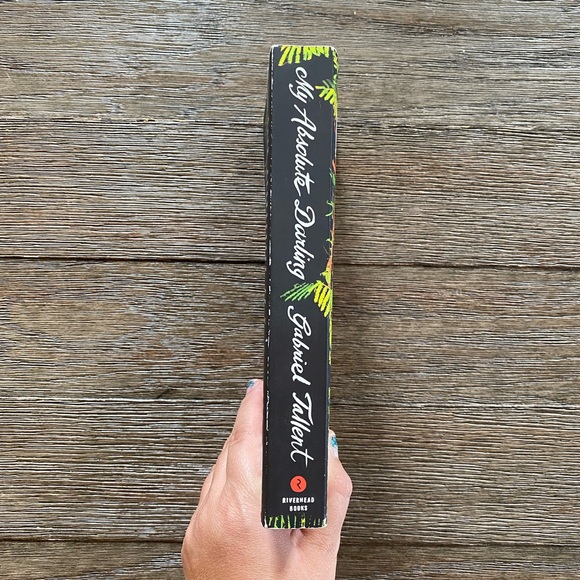 My Absolute Darling
Gabriel Tallent
RIVERHEAD
BOOKS